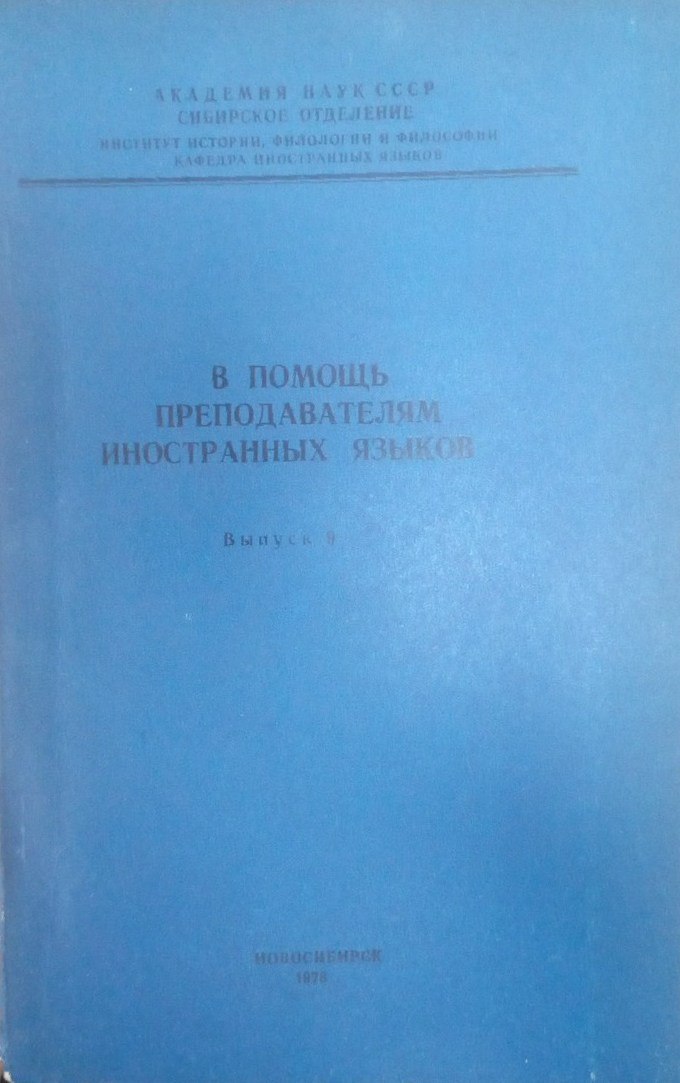 АКАДЕМИЯ НАУК СССР
СИБИРСКОЕ ОТДЕЛЕНИЕ
ИНСТИТУТ ИСТОРИИ, ФИЛОЛОГИИ И ФИЛОСОФИИ
КАФЕДРА ИНОСТРАННЫХ ЯЗЫКОВ
В ПОМОЩЬ
ПРЕПОДАВАТЕЛЯМ
ИНОСТРАННЫХ ЯЗЫКОВ
Выпуск 9
НОВОСИБИРСК
1978